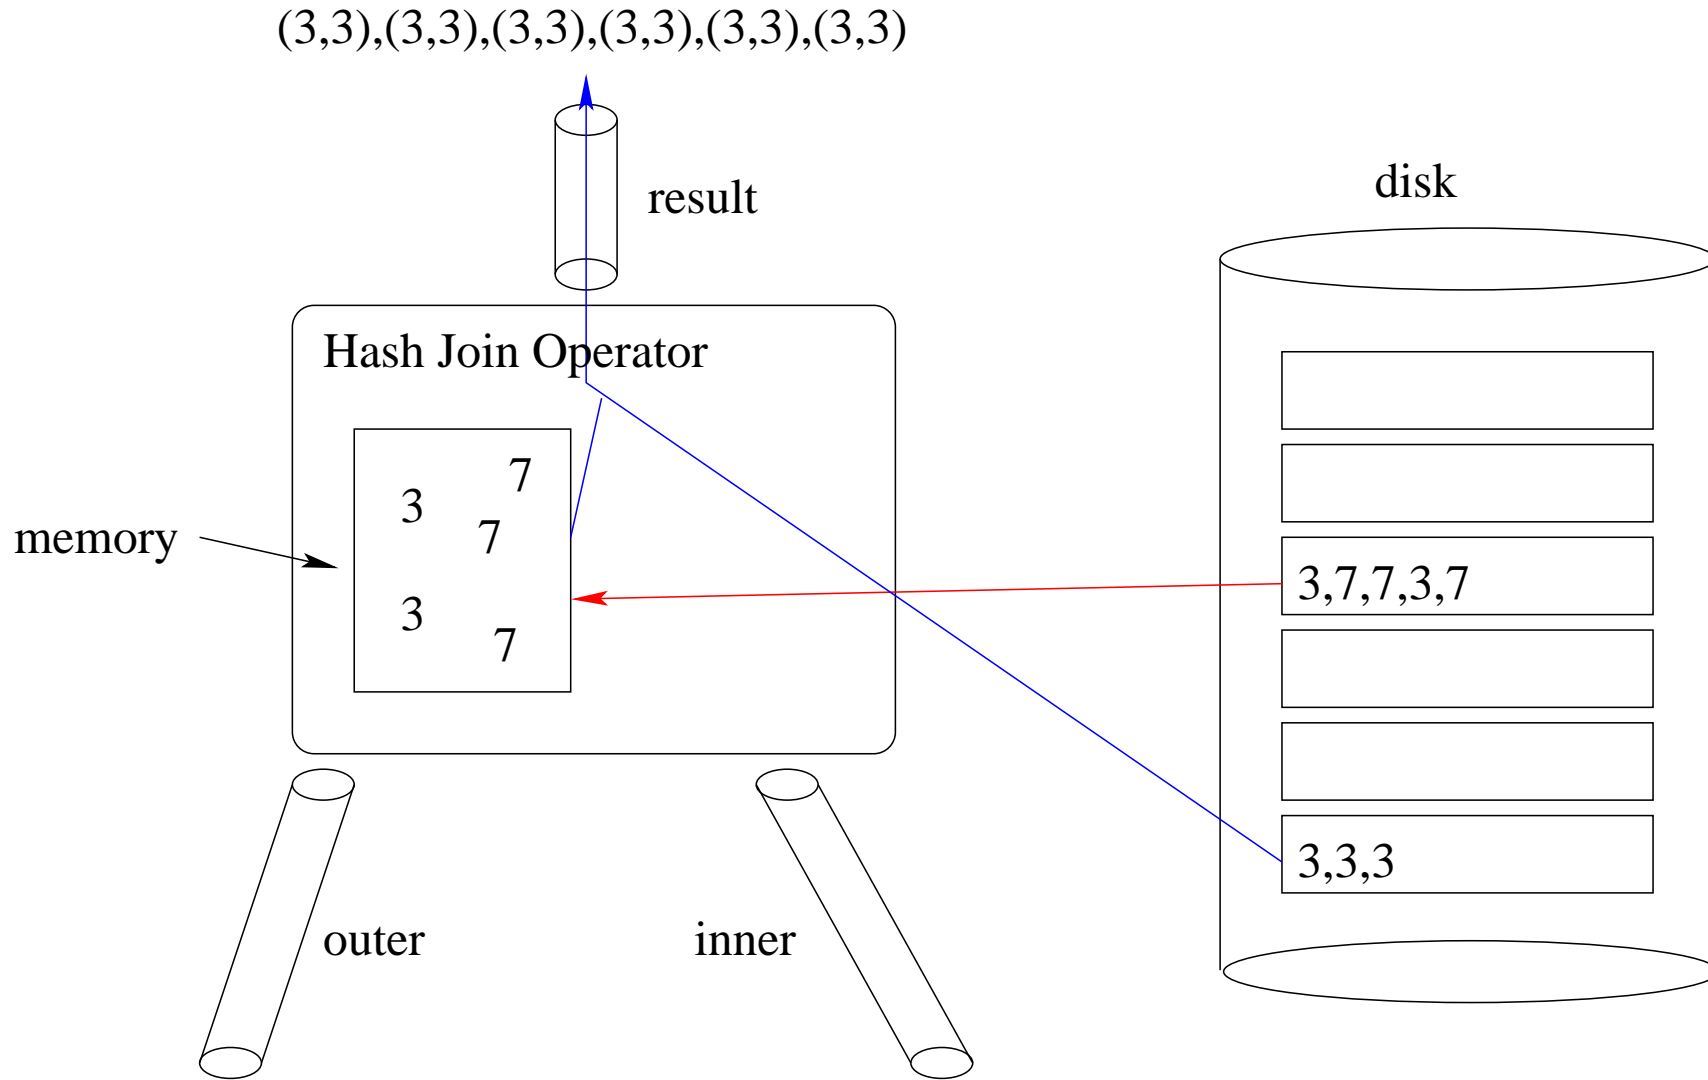 (3,3),(3,3),(3,3),(3,3),(3,3),(3,3)
result
disk
Hash Join Operator
7
3
7
memory
3,7,7,3,7
3
7
3,3,3
outer
inner